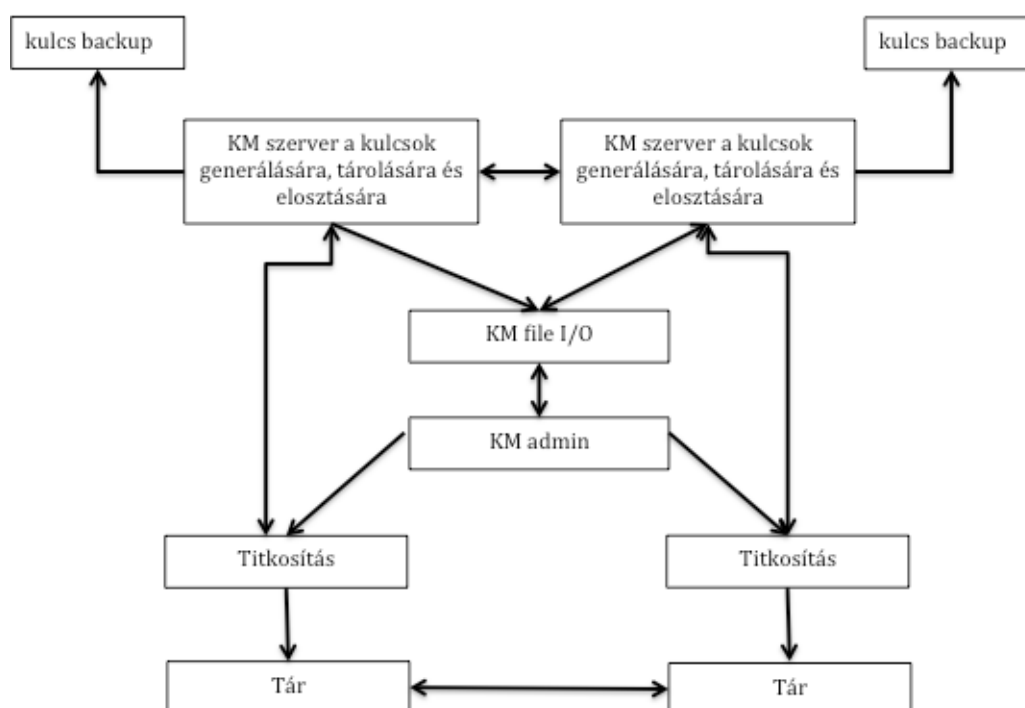 kulcs backup
kulcs backup
KM szerver a kulcsok
generálására, tárolására és
elosztására
KM szerver a kulcsok
generálására, tárolására és
elosztására
KM file I/O
KM admin
Titkosítás
Titkosítás
Tár
Tár